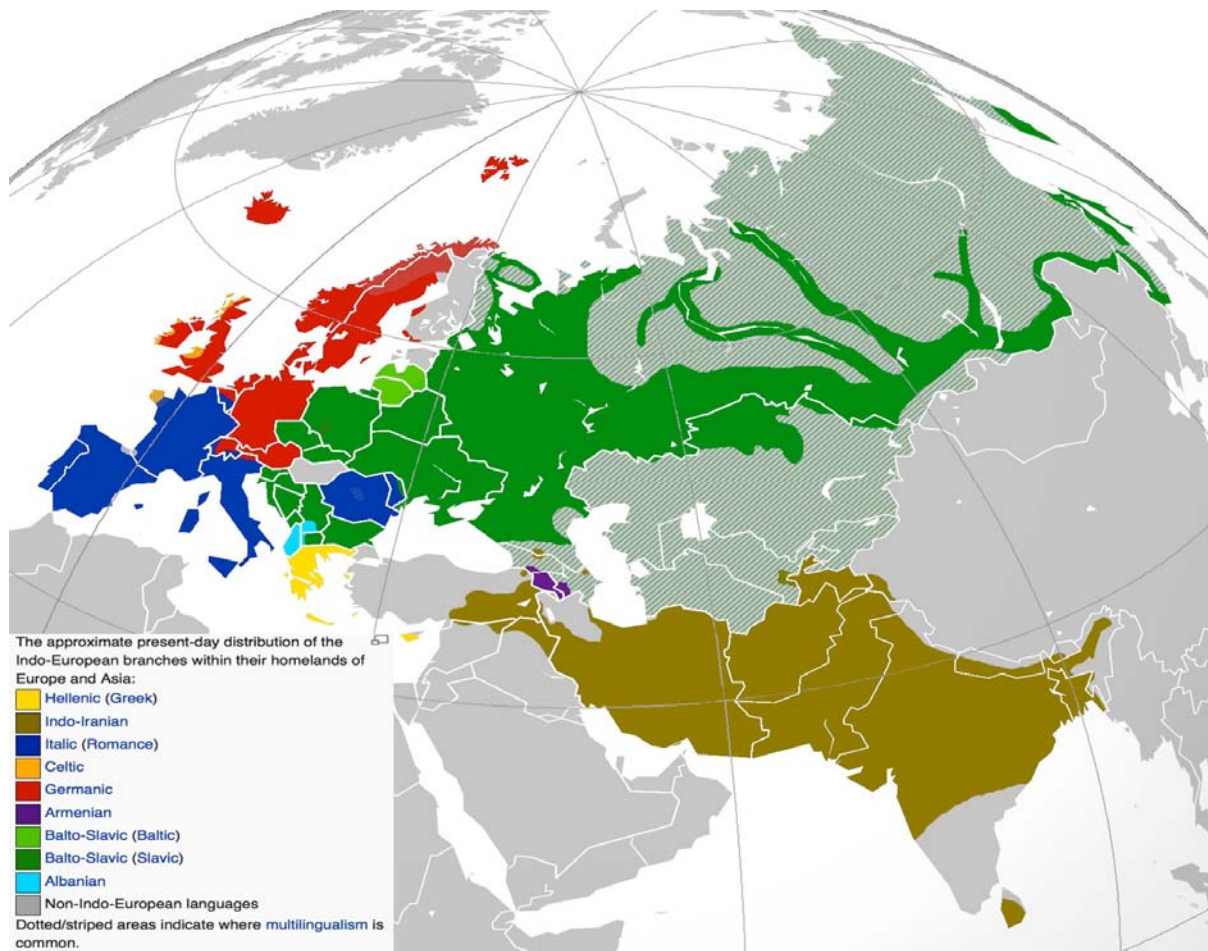 The approximate present-day distribution of the
Indo-European branches within their homelands of
Europe and Asia:
Hellenic (Greek)
Indo-Iranian
Italic (Romance)
Celtic
Germanic
Armenian
Balto-Slavic (Baltic)
Balto-Slavic (Slavic)
Albanian
Non-Indo-European languages
Dotted/striped areas indicate where multilingualism is
common.